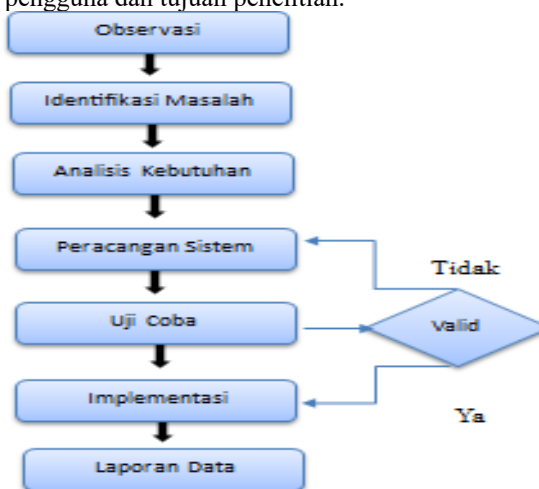 pengguna dan tujuan penelitian.
Observasi
Identifikasi Masalah
Analisis Kebutuhan
Peracangan Sistem
Tidak
Uji Coba
Valid
Implementasi
Ya
Laporan Data